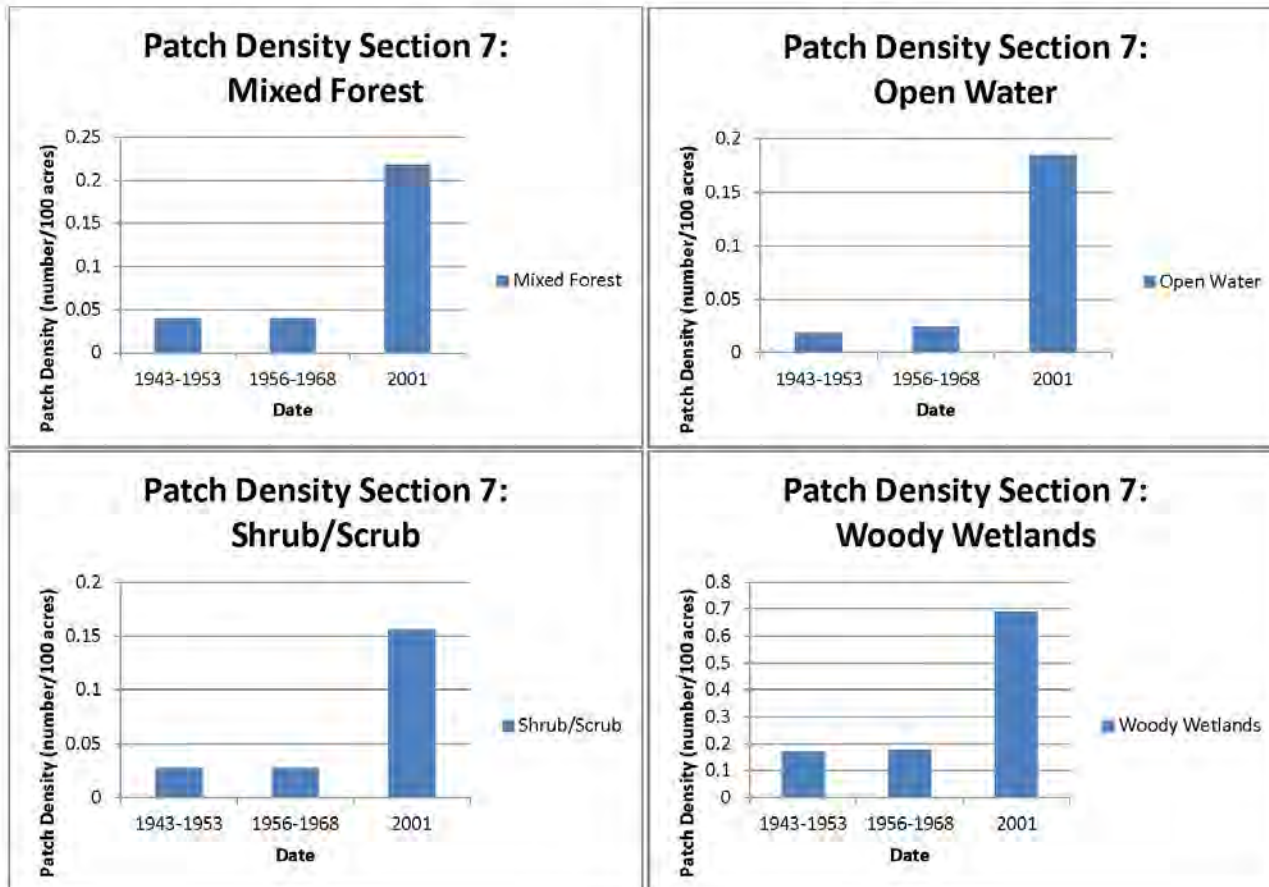 Patch Density Section 7:
Mixed Forest
Patch Density (number/100 acres)
0.25
0.2
0.15
0.1
0.05
0
1943-1953
1956-1968
2001
Date
Mixed Forest
Patch Density Section 7:
Open Water
Patch Density (number/100 acres)
0.2
0.15
0.1
0.05
0
1943-1953
1956-1968
2001
Date
Open Water
Patch Density Section 7:
Shrub/Scrub
Patch Density (number/100 acres)
0.2
0.15
0.1
0.05
0
1943-1953
1956-1968
2001
Date
Shrub/Scrub
Patch Density Section 7:
Woody Wetlands
Patch Density (number/100 acres)
0.8
0.7
0.6
0.5
0.4
0.3
0.2
0.1
0
1943-1953
1956-1968
2001
Date
Woody Wetlands